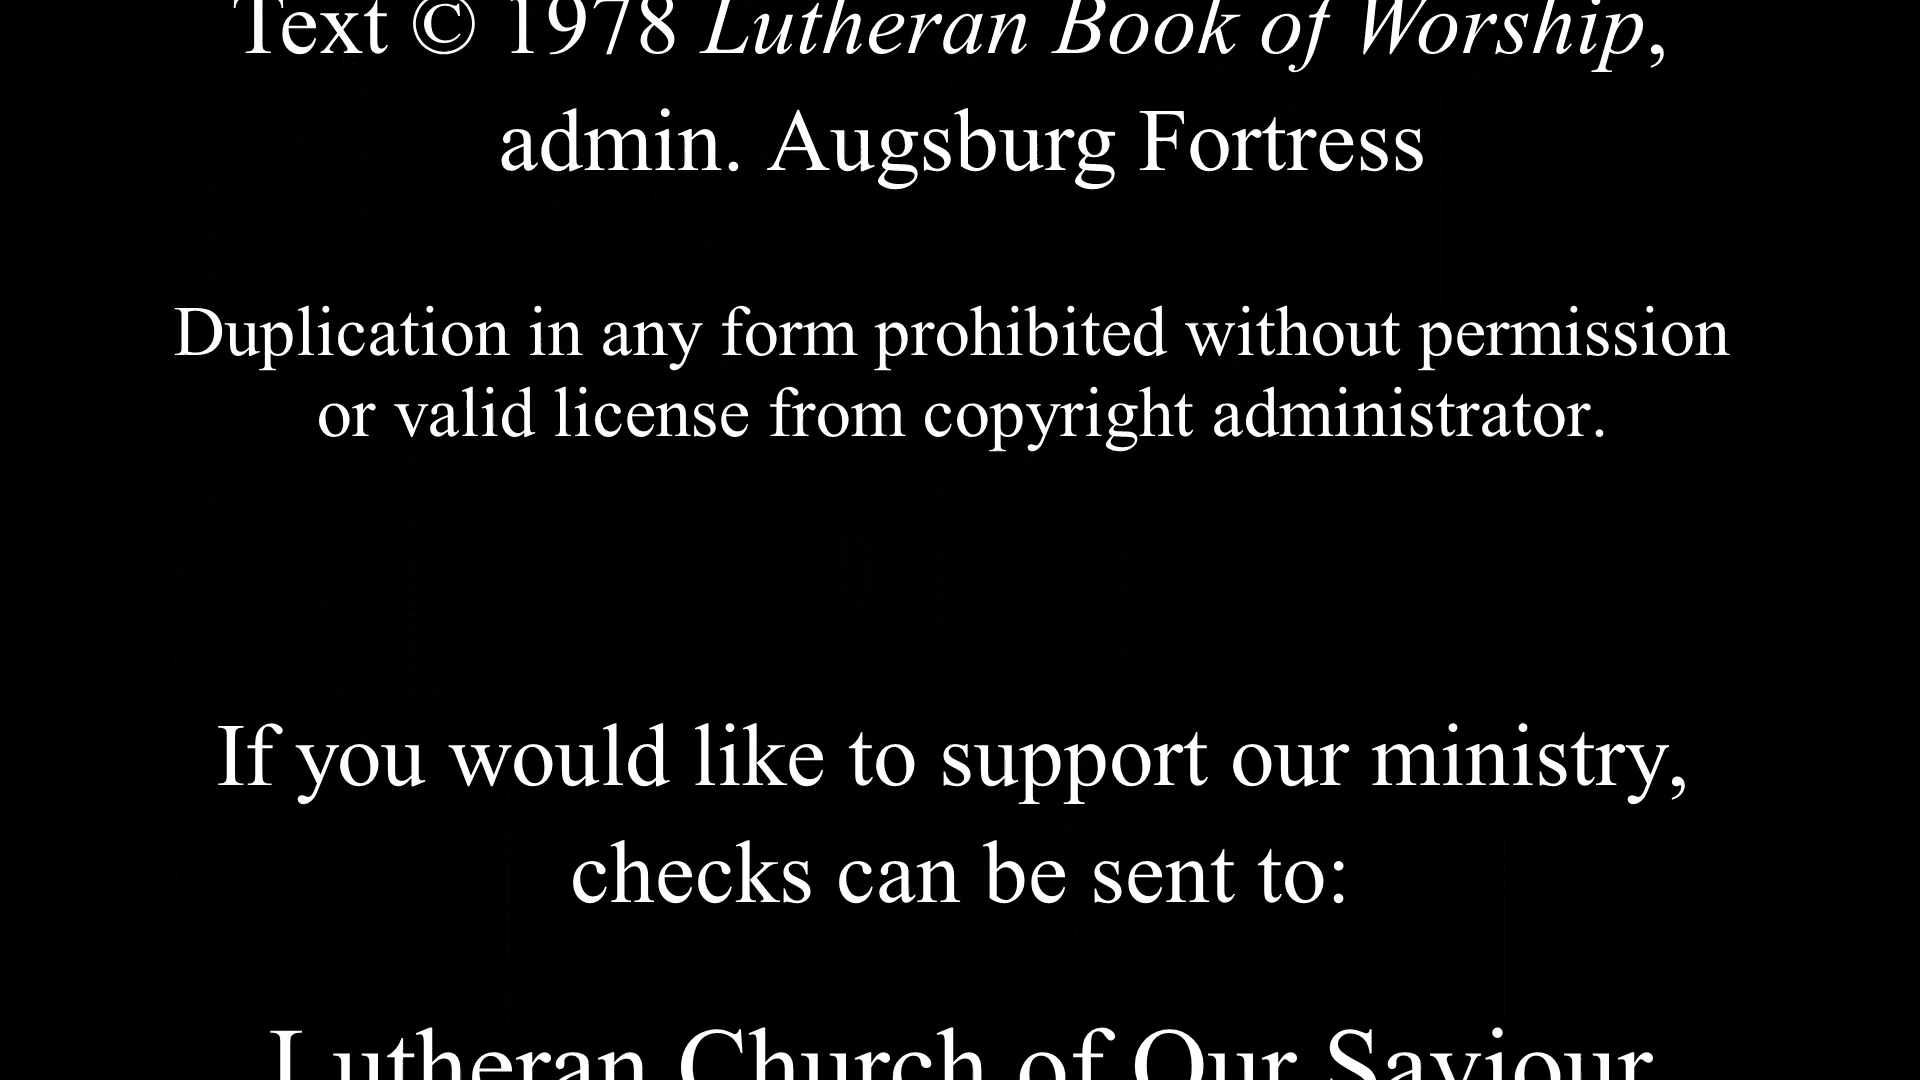 Text © 1978 Lutheran Book of Worship,
admin. Augsburg Fortress
Duplication in any form prohibited without permission
or valid license from copyright administrator.
If you would like to support our ministry,
checks can be sent to:
Lutheran Church of Our Saviour